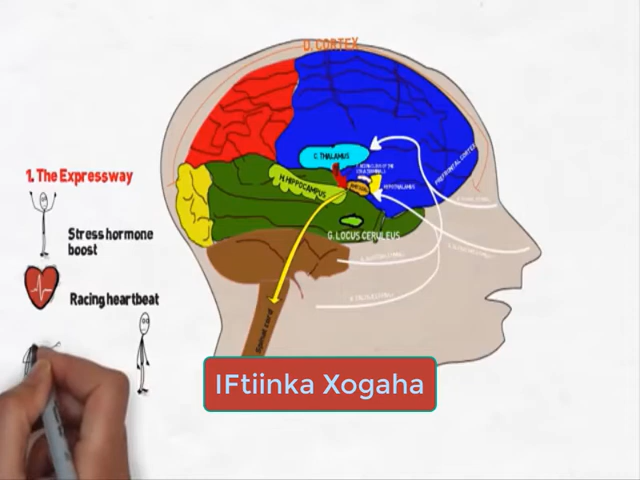 D. CORTEX
C. THALAMUS
1. The Expressway
H. HIPPOCAMPUS
HYPOTHALAMUS
PREFRONTAL CORTEX
Stress hormone
boost
G. LOCUS CERULEUS
Racing heartbeat
Spinal cord
IFtiinka Xogaha